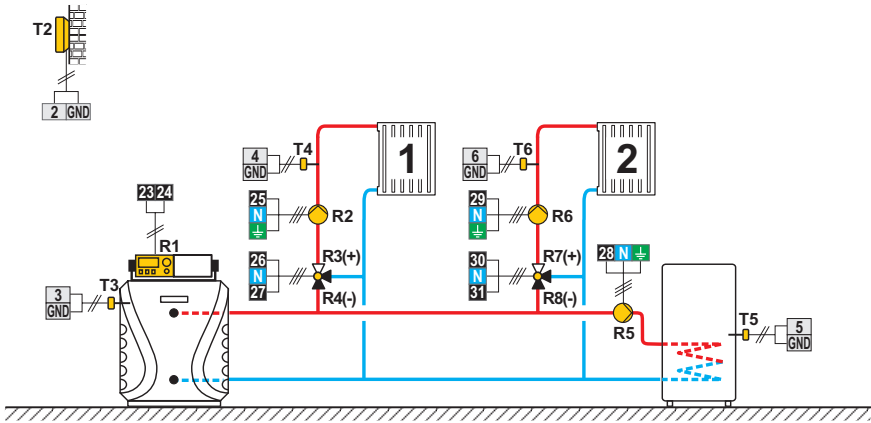 T2
2 GND
T4
4
GND
1
T6
6
GND
2
23 24
25
N
R2
29
N
R6
R1
R3(+)
26
N
27
R4(-)
R7(+)
30
N
31
R8(-)
28 N
T3
3
GND
R5
T5
5
GND